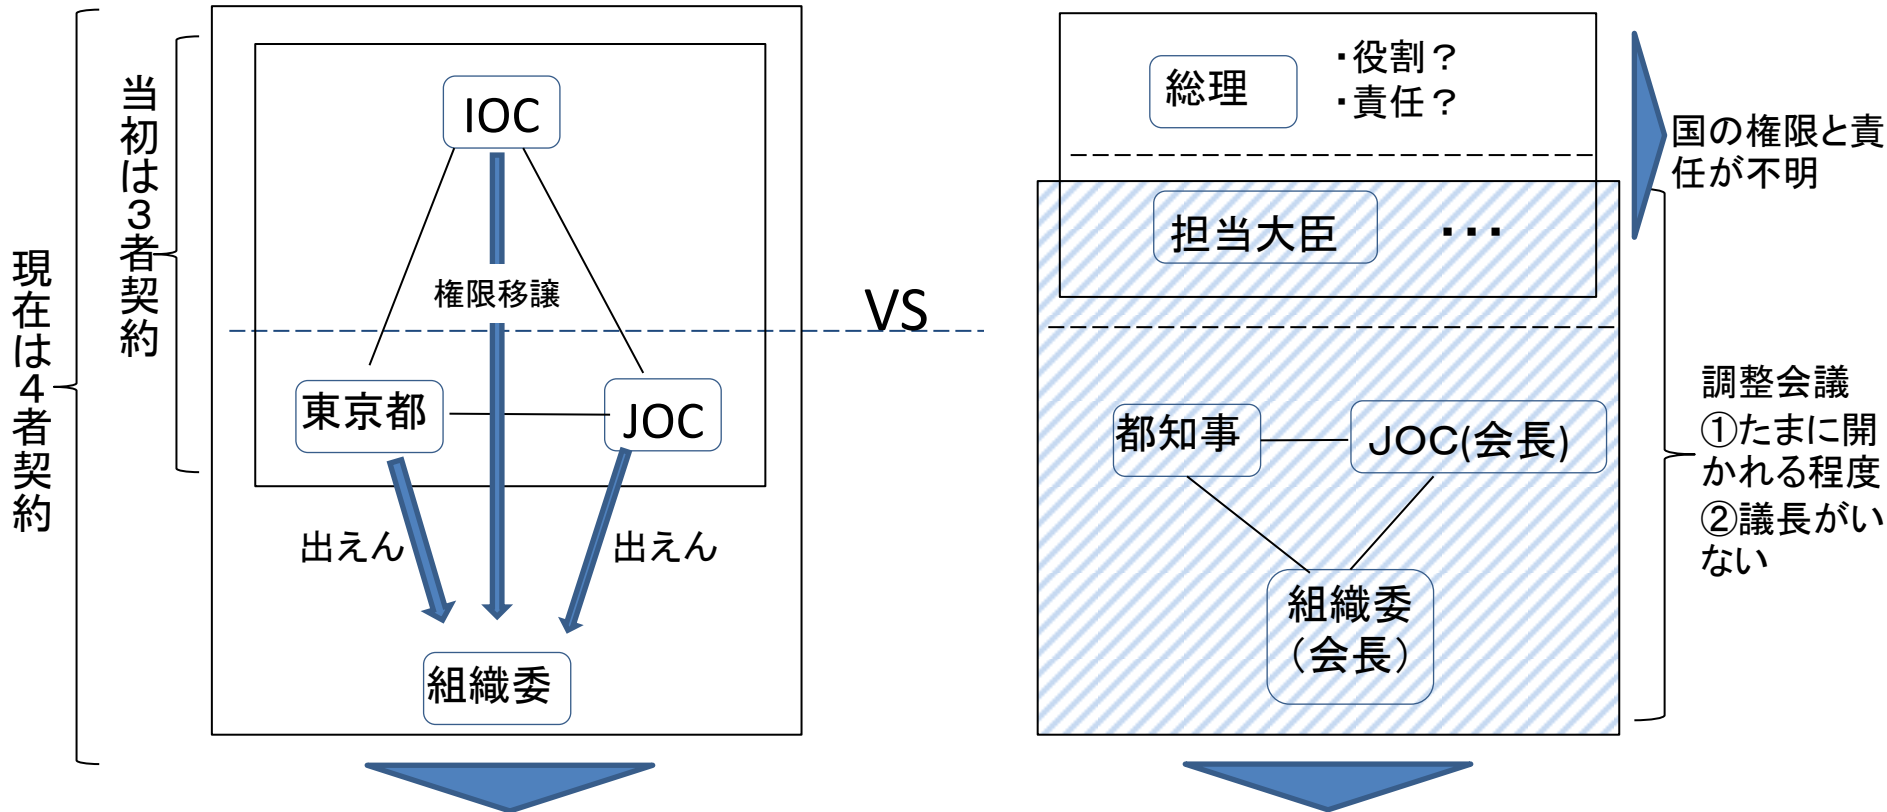 現在は４者契約
当初は３者契約
IOC
権限移譲
東京都
JOC
出えん
出えん
組織委
VS
総理
・役割？
・責任？
担当大臣
・・・
都知事
JOC(会長)
組織委
（会長）
国の権限と責
任が不明
調整会議
①たまに開
かれる程度
②議長がい
ない